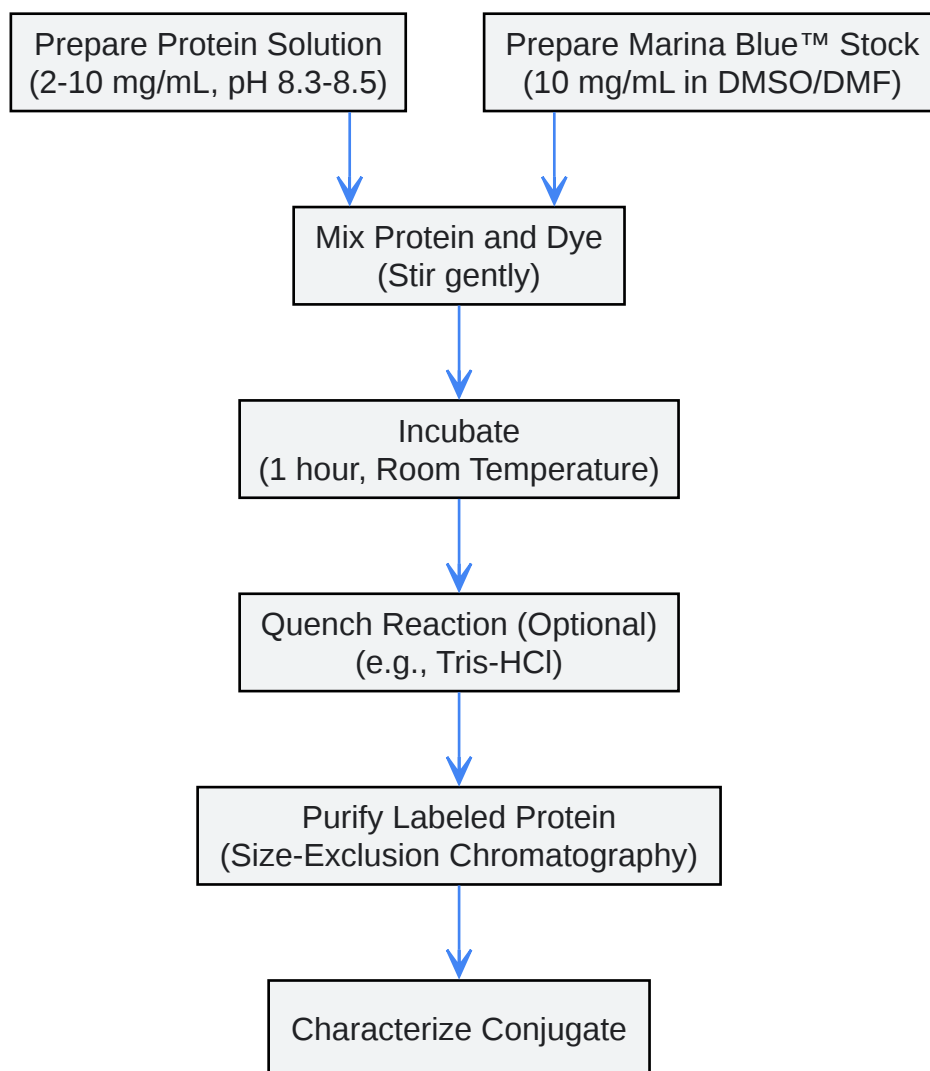 Prepare Protein Solution
(2-10 mg/mL, pH 8.3-8.5)
Prepare Marina Blue™ Stock
(10 mg/mL in DMSO/DMF)
Mix Protein and Dye
(Stir gently)
Incubate
(1 hour, Room Temperature)
Quench Reaction (Optional)
(e.g., Tris-HCl)
Purify Labeled Protein
(Size-Exclusion Chromatography)
Characterize Conjugate